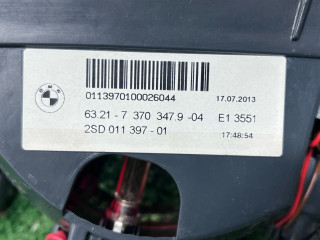 BMW
0113970100026044 17.07.2013
63.21 - 7 370 347.9 -04 E1 3551
2SD 011 397 - 01 17:48:54